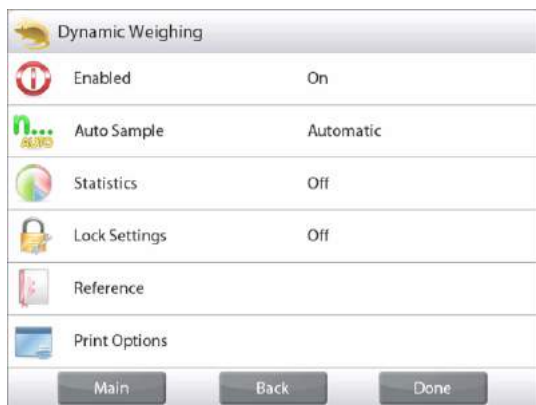 Dynamic Weighing
Enabled On
n... AUTO
Auto Sample Automatic
Statistics Off
Lock Settings Off
Reference
Print Options
Main Back Done